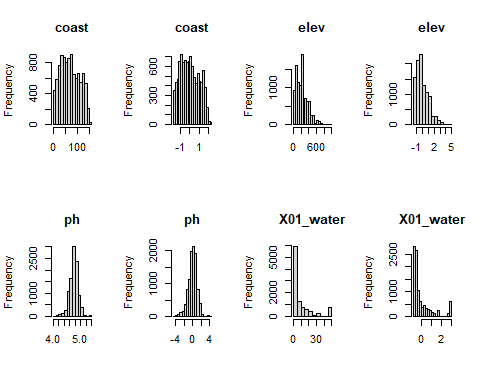 coast coast elev elev
Frequency Frequency Frequency Frequency
0 400 800
0 300 600
0 1000
0 1000
0 100
-1 1
0 600
-1 2 5
ph ph X01_water X01_water
Frequency Frequency Frequency Frequency
0 1000 2500
0 1000 2000
0 2000 5000
0 1000 2500
4.0 5.0
-4 0 4
0 30
0 2